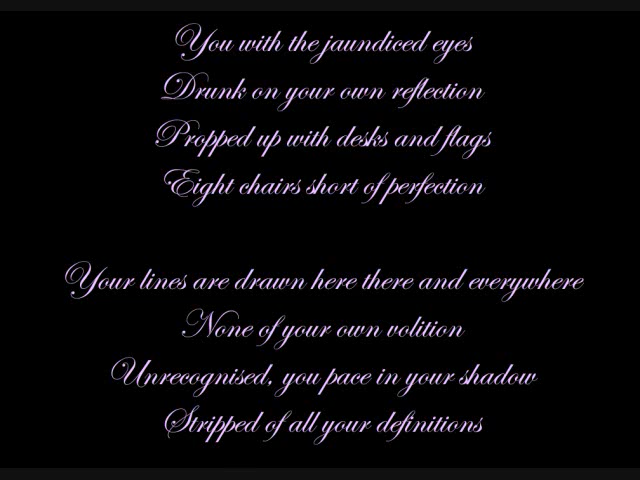 You with the jaundiced eyes
Drunk on your own reflection
Propped up with desks and flags
Eight chairs short of perfection
Your lines are drawn here there and everywhere
None of your own volition
Unrecognised, you pace in your shadow
Stripped of all your definitions